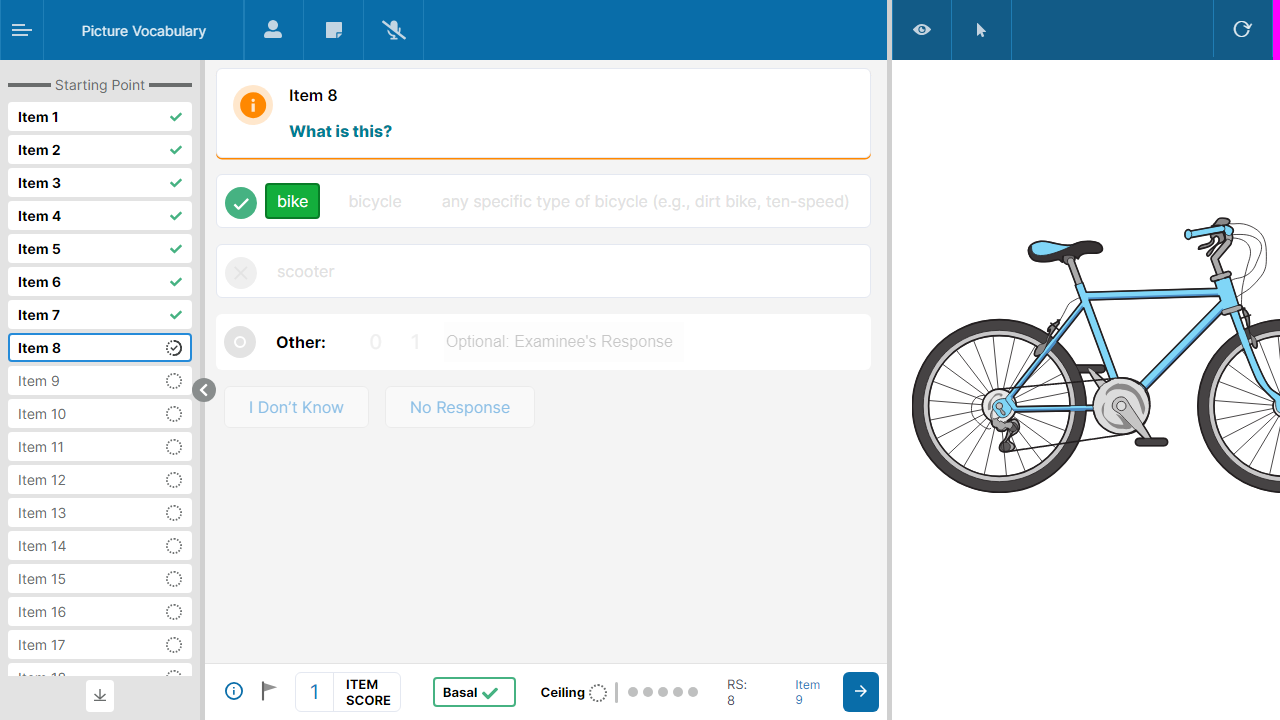 Picture Vocabulary
Starting Point
Item 1
Item 2
Item 3
Item 4
Item 5
Item 6
Item 7
Item 8
Item 9
Item 10
Item 11
Item 12
Item 13
Item 14
Item 15
Item 16
Item 17
Item 18
Item 8
What is this?
bike bicycle any specific type of bicycle (e.g., dirt bike, ten-speed)
scooter
Other: 0 1 Optional: Examinee's Response
I Don't Know No Response
1 ITEM SCORE
Basal
Ceiling
RS: 8
Item 9